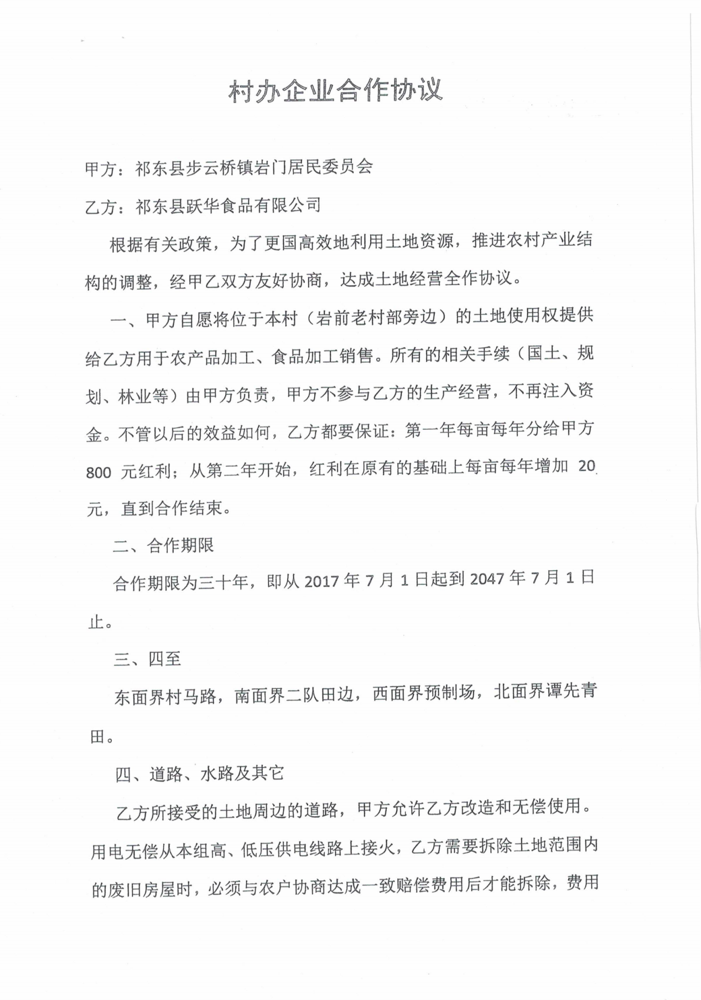 村办企业合作协议
甲方：祁东县步云桥镇岩门居民委员会
乙方：祁东县跃华食品有限公司
根据有关政策，为了更国高效地利用土地资源，推进农村产业结
构的调整，经甲乙双方友好协商，达成土地经营全作协议。
一、甲方自愿将位于本村（岩前老村部旁边）的土地使用权提供
给乙方用于农产品加工、食品加工销售。所有的相关手续（国土、规
划、林业等）由甲方负责，甲方不参与乙方的生产经营，不再注入资
金。不管以后的效益如何，乙方都要保证：第一年每亩每年分给甲方
800 元红利；从第二年开始，红利在原有的基础上每亩每年增加 20
元，直到合作结束。
二、合作期限
合作期限为三十年，即从 2017 年 7 月 1 日起到 2047 年 7 月 1 日
止。
三、四至
东面界村马路，南面界二队田边，西面界预制场，北面界谭先青
田。
四、道路、水路及其它
乙方所接受的土地周边的道路，甲方允许乙方改造和无偿使用。
用电无偿从本组高、低压供电线路上接火，乙方需要拆除土地范围内
的废旧房屋时，必须与农户协商达成一致赔偿费用后才能拆除，费用